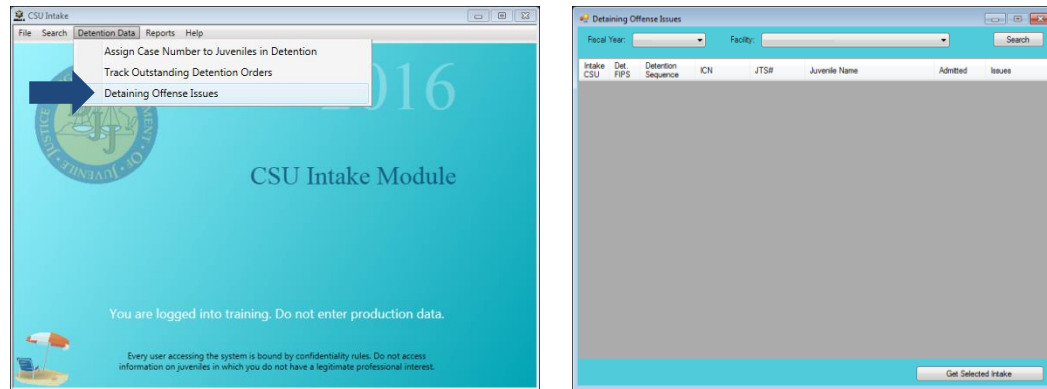 CSU Intake
File Search Detention Data Reports Help
Assign Case Number to Juveniles in Detention
Track Outstanding Detention Orders
Detaining Offense Issues
2016
JUSTICE
MENT OF JUVENILE
CSU Intake Module
You are logged into training. Do not enter production data.
Every user accessing the system is bound by confidentiality rules. Do not access
information on juveniles in which you do not have a legitimate professional interest.
Detaining Offense Issues
Fiscal Year: Facility: Search
Intake CSU Det. FIPS Detention Sequence ICN JTS# Juvenile Name Admitted Issues
Get Selected Intake